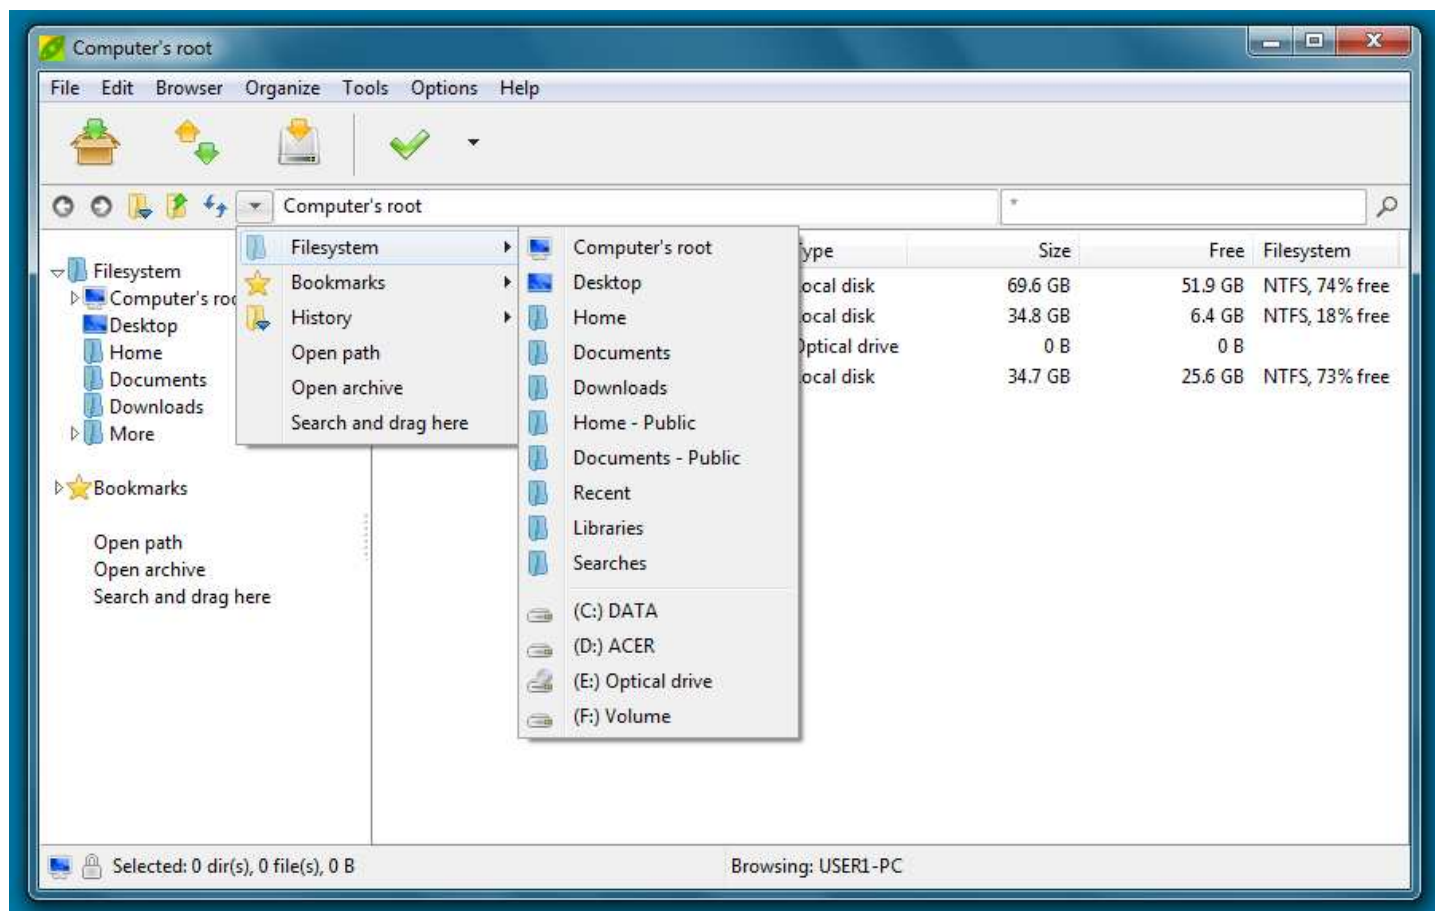 Computer's root
File Edit Browser Organize Tools Options Help
Computer's root
*
Filesystem
Computer's
Desktop
Home
Documents
Downloads
More
Bookmarks
Open path
Open archive
Search and drag here
Filesystem
Bookmarks
History
Open path
Open archive
Search and drag here
Computer's root
Desktop
Home
Documents
Downloads
Home - Public
Documents - Public
Recent
Libraries
Searches
(C:) DATA
(D:) ACER
(E:) Optical drive
(F:) Volume
ype Size Free Filesystem
ocal disk 69.6 GB 51.9 GB NTFS, 74% free
ocal disk 34.8 GB 6.4 GB NTFS, 18% free
Optical drive 0 B 0 B
ocal disk 34.7 GB 25.6 GB NTFS, 73% free
Selected: 0 dir(s), 0 file(s), 0 B Browsing: USER1-PC